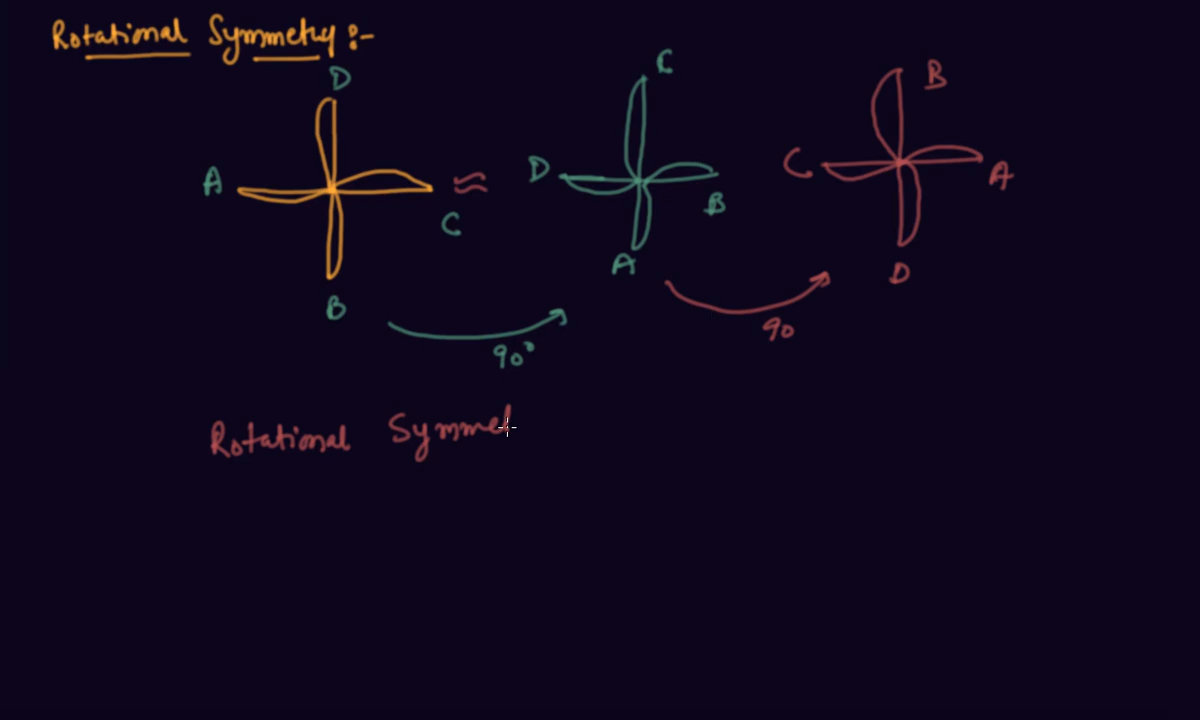 Rotational Symmetry :-
D
C
B
A
C
≈
D
B
C
A
B
A
D
90°
90
Rotational Symmet